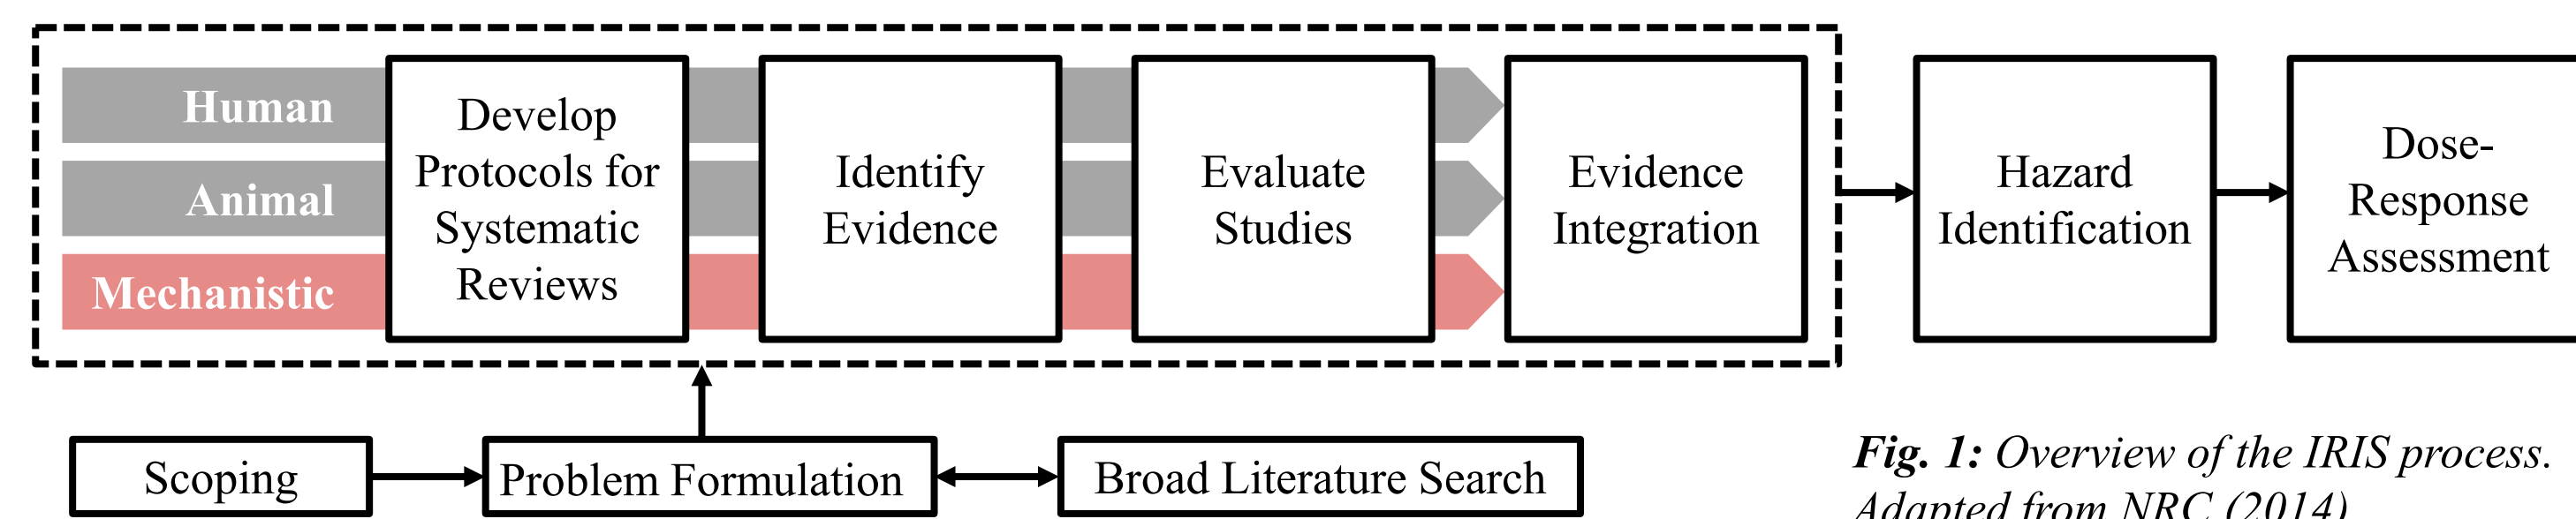 Human
Animal
Mechanistic
Develop
Protocols for
Systematic
Reviews
Identify
Evidence
Evaluate
Studies
Evidence
Integration
Hazard
Identification
Dose-
Response
Assessment
Scoping
Problem Formulation
Broad Literature Search
Fig. 1: Overview of the IRIS process.
Adapted from NRC (2014)